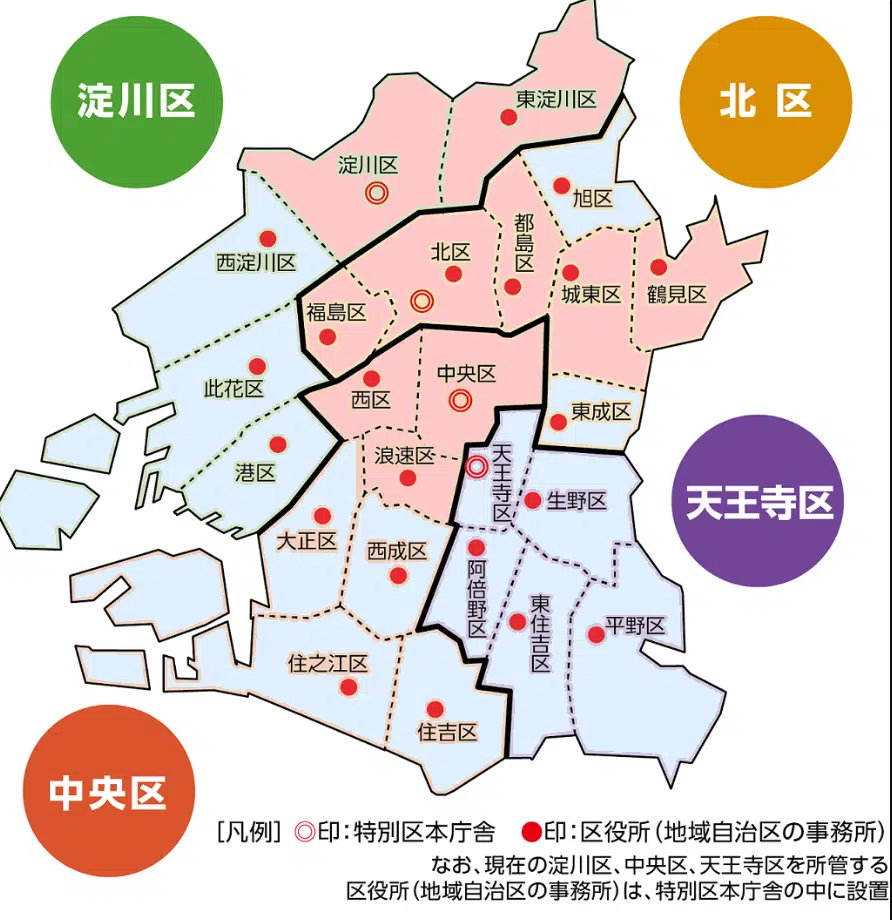 淀川区
北区
東淀川区
淀川区
旭区
都島区
北区
西淀川区
城東区
鶴見区
福島区
中央区
此花区
西区
東成区
浪速区
天王寺区
港区
生野区
天王寺区
大正区
西成区
阿倍野区
東住吉区
平野区
住之江区
住吉区
中央区
［凡例］ ◎印：特別区本庁舎 ●印：区役所（地域自治区の事務所）
なお、現在の淀川区、中央区、天王寺区を所管する
区役所（地域自治区の事務所）は、特別区本庁舎の中に設置